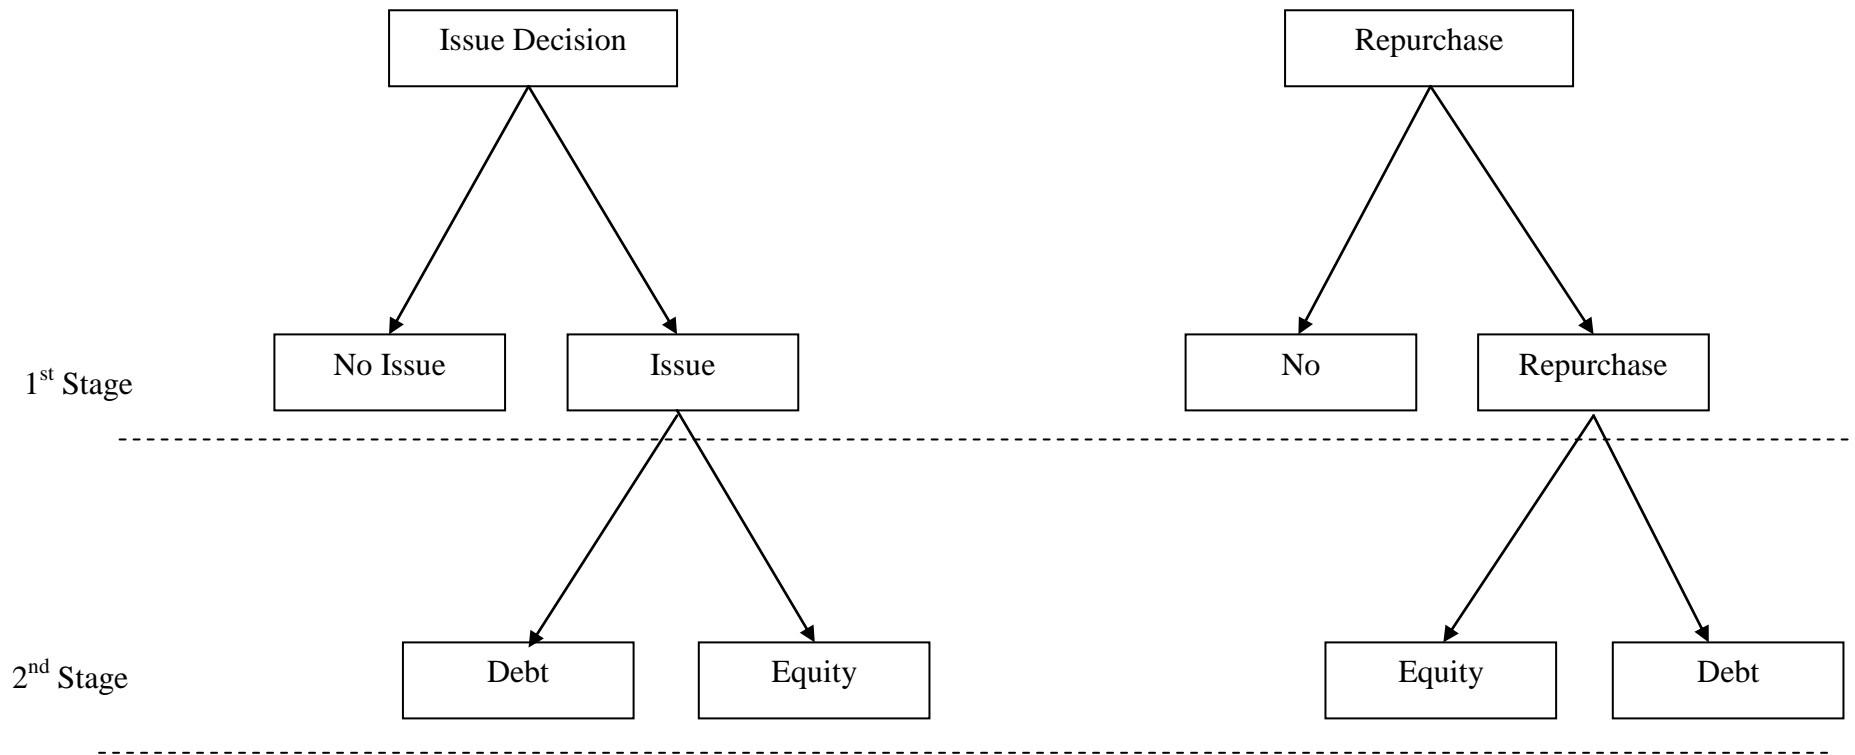 Issue Decision
Repurchase
No Issue
Issue
No
Repurchase
1st Stage
Debt
Equity
Equity
Debt
2nd Stage